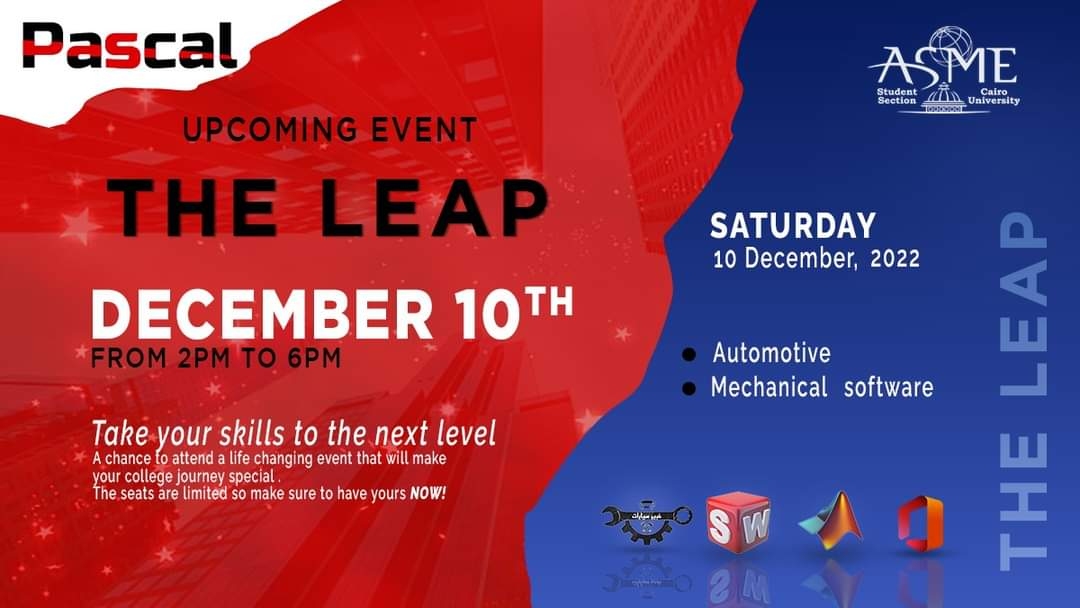 Pascal
UPCOMING EVENT
THE LEAP
DECEMBER 10TH
FROM 2PM TO 6PM
Take your skills to the next level
A chance to attend a life changing event that will make
your college journey special .
The seats are limited so make sure to have yours NOW!
ASME
Student Section
Cairo University
SATURDAY
10 December, 2022
• Automotive
• Mechanical software
خبير سيارات
SW
THE LEAP